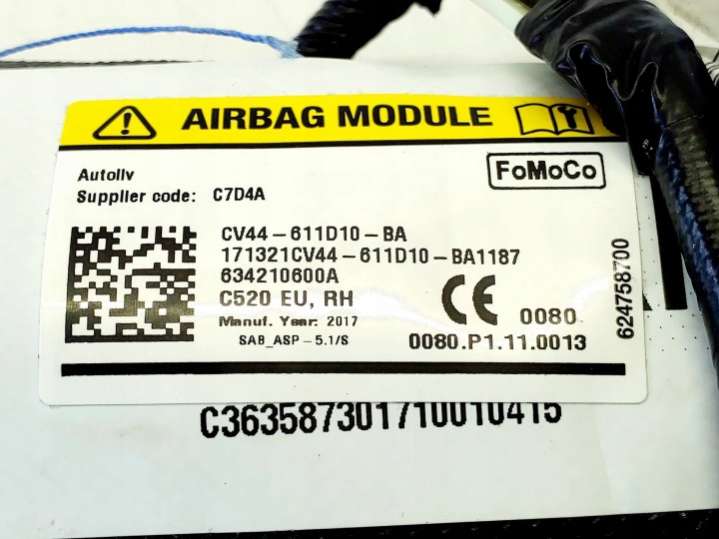 AIRBAG MODULE
Autoliv
FoMoCo
Supplier code: C7D4A
CV44-611D10-BA
171321CV44-611D10-BA1187
634210600A
C520 EU, RH
Manuf. Year: 2017
SAB_ASP-5.1/S
CE 0080
0080.P1.11.0013
624758700
C363587301710010415